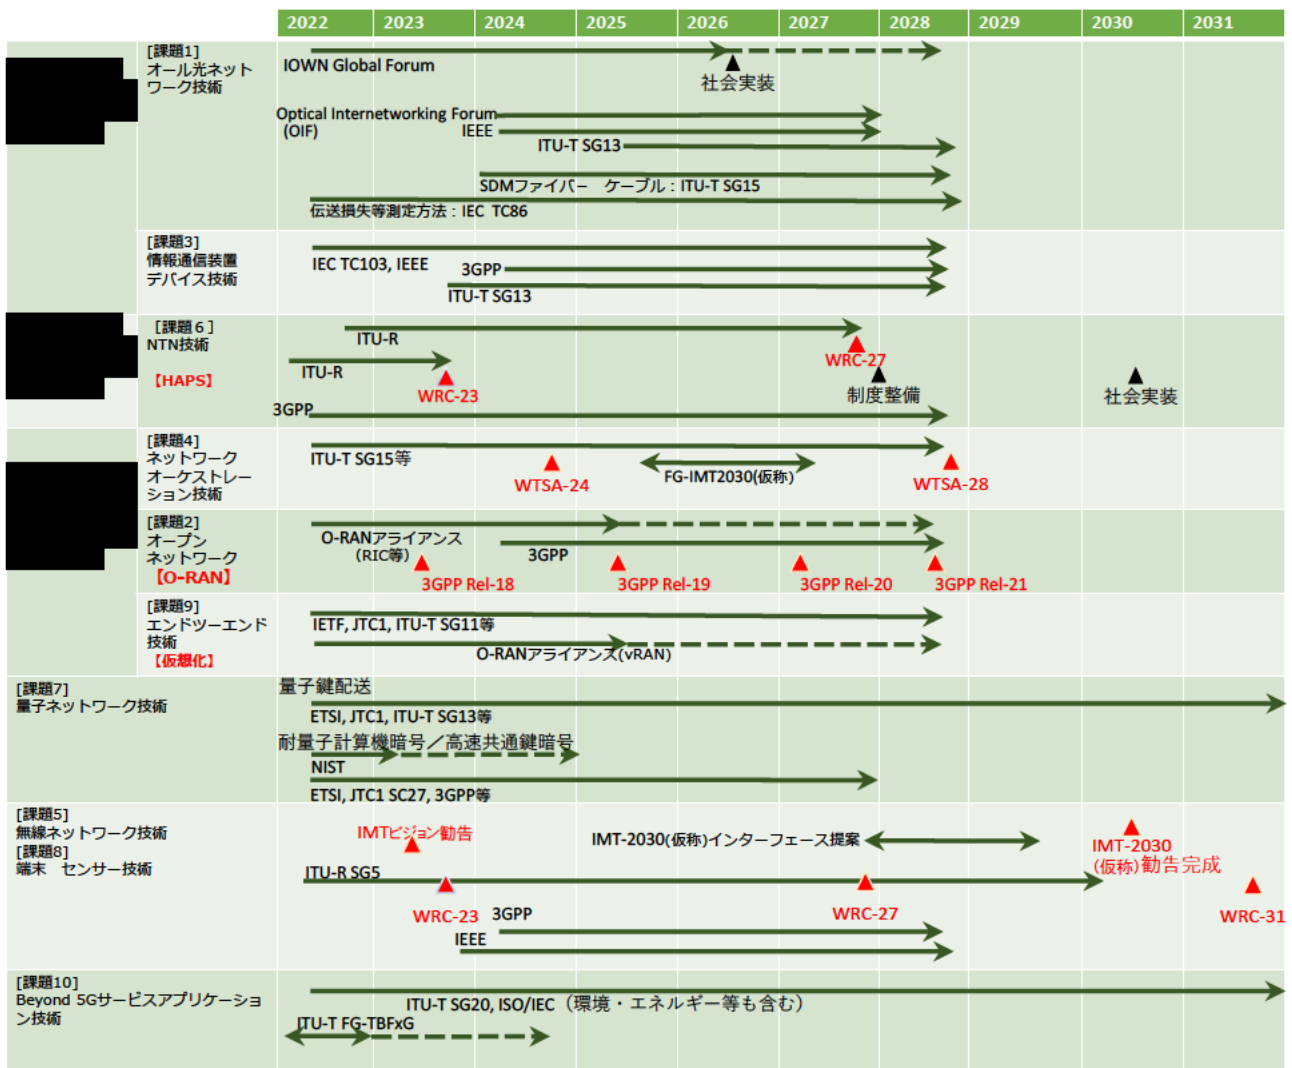 2022 2023 2024 2025 2026 2027 2028 2029 2030 2031
[課題1]
オール光ネット
ワーク技術
IOWN Global Forum
社会実装
Optical Internetworking Forum
(OIF)
IEEE
ITU-T SG13
SDMファイバー　ケーブル：ITU-T SG15
伝送損失等測定方法：IEC TC86
[課題3]
情報通信装置
デバイス技術
IEC TC103, IEEE
3GPP
ITU-T SG13
[課題６]
NTN技術
【HAPS】
ITU-R
WRC-27
ITU-R
WRC-23
制度整備
社会実装
3GPP
[課題4]
ネットワーク
オーケストレー
ション技術
ITU-T SG15等
WTSA-24
FG-IMT2030(仮称)
WTSA-28
[課題2]
オープン
ネットワーク
【O-RAN】
O-RANアライアンス
(RIC等)
3GPP
3GPP Rel-18
3GPP Rel-19
3GPP Rel-20
3GPP Rel-21
[課題9]
エンドツーエンド
技術
【仮想化】
IETF, JTC1, ITU-T SG11等
O-RANアライアンス(vRAN)
[課題7]
量子ネットワーク技術
量子鍵配送
ETSI, JTC1, ITU-T SG13等
耐量子計算機暗号／高速共通鍵暗号
NIST
ETSI, JTC1 SC27, 3GPP等
[課題5]
無線ネットワーク技術
[課題8]
端末　センサー技術
IMTビジョン勧告
IMT-2030(仮称)インターフェース提案
IMT-2030
(仮称)勧告完成
ITU-R SG5
WRC-23
WRC-27
WRC-31
3GPP
IEEE
[課題10]
Beyond 5Gサービスアプリケーショ
ン技術
ITU-T SG20, ISO/IEC（環境・エネルギー等も含む）
ITU-T FG-TBFxG